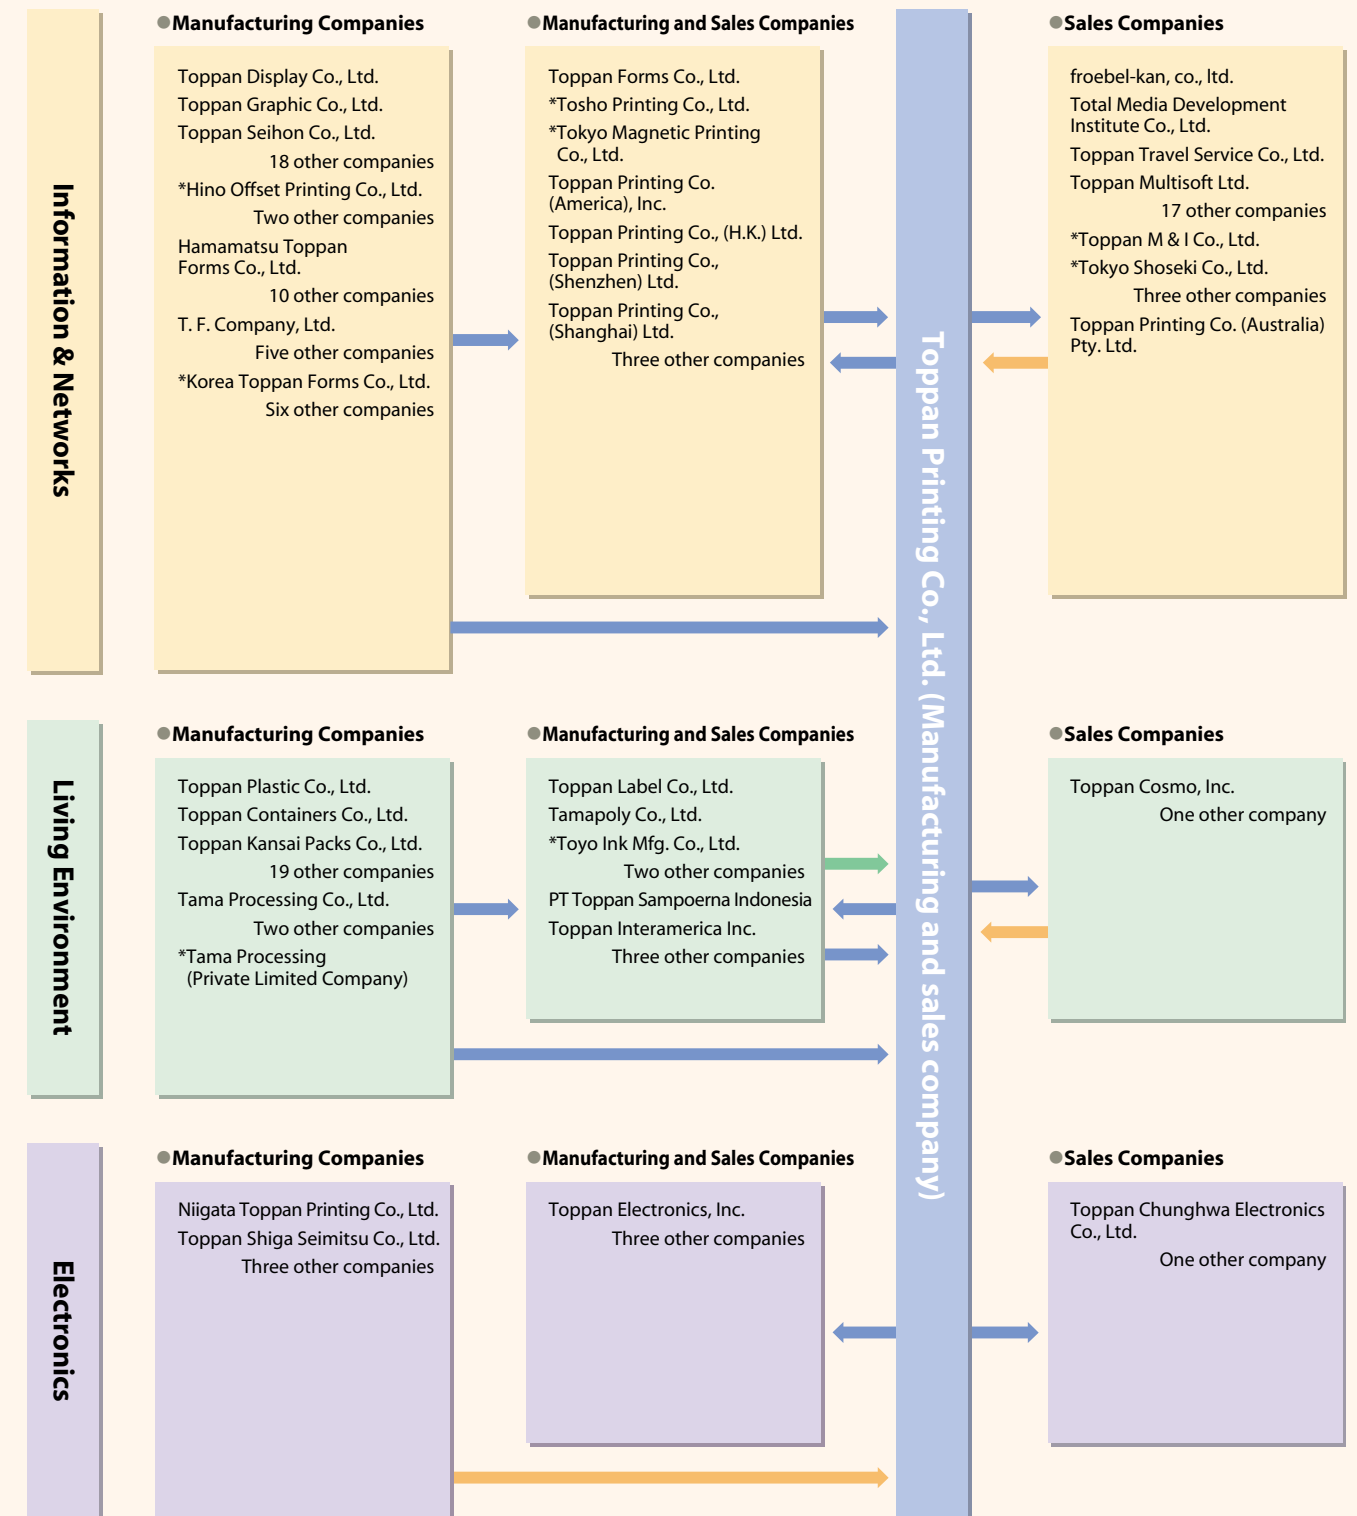 Information & Networks
●Manufacturing Companies
Toppan Display Co., Ltd.
Toppan Graphic Co., Ltd.
Toppan Seihon Co., Ltd.
18 other companies
*Hino Offset Printing Co., Ltd.
Two other companies
Hamamatsu Toppan
Forms Co., Ltd.
10 other companies
T. F. Company, Ltd.
Five other companies
*Korea Toppan Forms Co., Ltd.
Six other companies
●Manufacturing and Sales Companies
Toppan Forms Co., Ltd.
*Tosho Printing Co., Ltd.
*Tokyo Magnetic Printing
Co., Ltd.
Toppan Printing Co.
(America), Inc.
Toppan Printing Co., (H.K.) Ltd.
Toppan Printing Co.,
(Shenzhen) Ltd.
Toppan Printing Co.,
(Shanghai) Ltd.
Three other companies
Toppan Printing Co., Ltd. (Manufacturing and sales company)
●Sales Companies
froebel-kan, co., ltd.
Total Media Development
Institute Co., Ltd.
Toppan Travel Service Co., Ltd.
Toppan Multisoft Ltd.
17 other companies
*Toppan M & I Co., Ltd.
*Tokyo Shoseki Co., Ltd.
Three other companies
Toppan Printing Co. (Australia)
Pty. Ltd.
Living Environment
●Manufacturing Companies
Toppan Plastic Co., Ltd.
Toppan Containers Co., Ltd.
Toppan Kansai Packs Co., Ltd.
19 other companies
Tama Processing Co., Ltd.
Two other companies
*Tama Processing
(Private Limited Company)
●Manufacturing and Sales Companies
Toppan Label Co., Ltd.
Tamapoly Co., Ltd.
*Toyo Ink Mfg. Co., Ltd.
Two other companies
PT Toppan Sampoerna Indonesia
Toppan Interamerica Inc.
Three other companies
●Sales Companies
Toppan Cosmo, Inc.
One other company
Electronics
●Manufacturing Companies
Niigata Toppan Printing Co., Ltd.
Toppan Shiga Seimitsu Co., Ltd.
Three other companies
●Manufacturing and Sales Companies
Toppan Electronics, Inc.
Three other companies
●Sales Companies
Toppan Chunghwa Electronics
Co., Ltd.
One other company